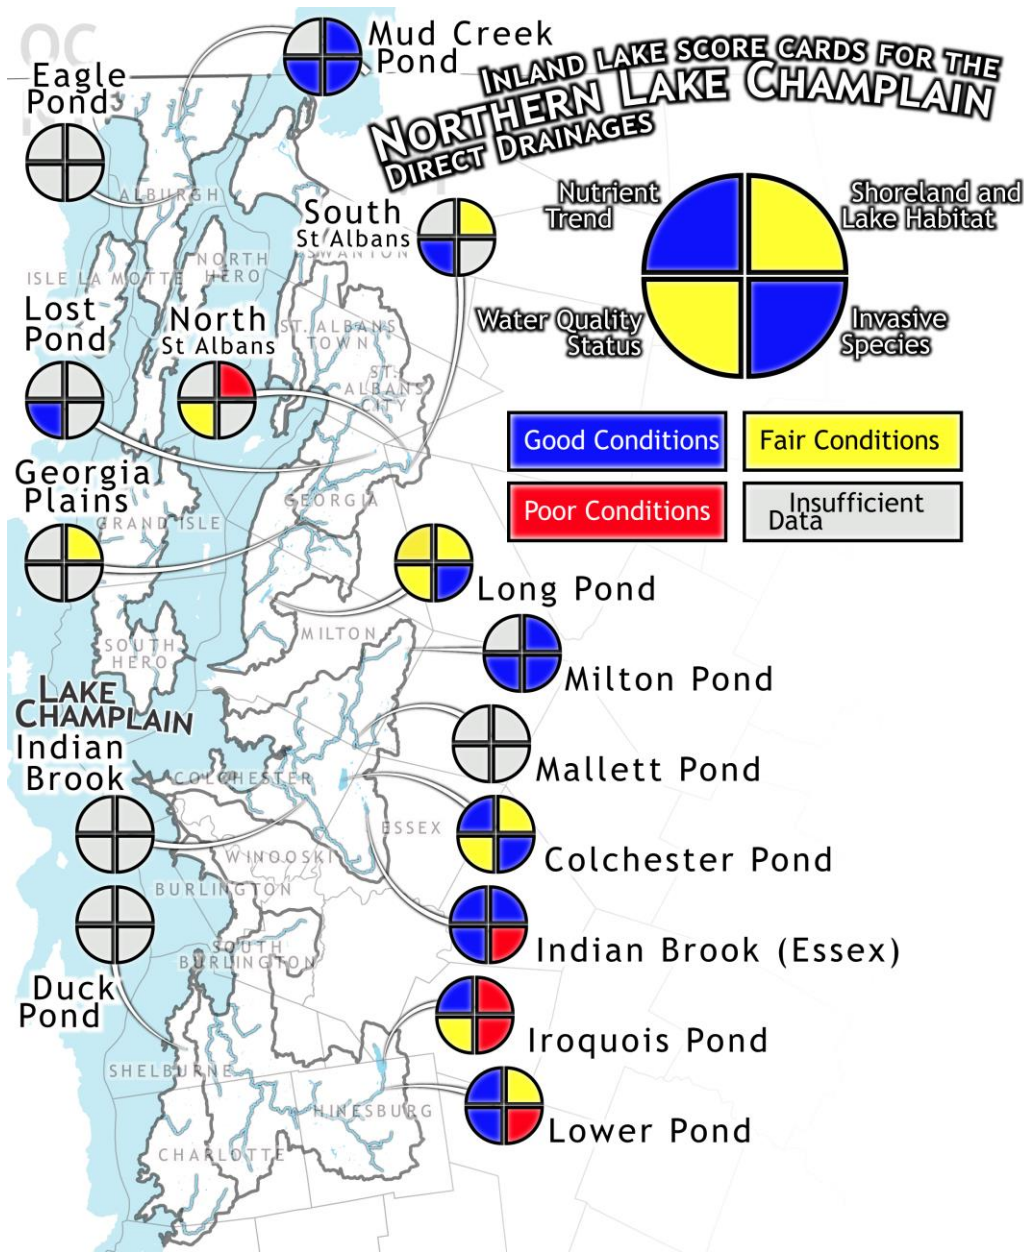 QC
Mud Creek
Pond
Eagle
Pond
INLAND LAKE SCORE CARDS FOR THE
NORTHERN LAKE CHAMPLAIN
DIRECT DRAINAGES
Nutrient
Trend
Shoreland and
Lake Habitat
Water Quality
Status
Invasive
Species
Good Conditions
Fair Conditions
Poor Conditions
Insufficient
Data
ALBURGH
South
St Albans
SWANTON
ISLE LA MOTTE
NORTH
HERO
Lost
Pond
North
St Albans
ST. ALBANS
TOWN
ST.
ALBANS
CITY
Georgia
Plains
GEORGIA
GRAND ISLE
Long Pond
MILTON
SOUTH
HERO
Milton Pond
LAKE
CHAMPLAIN
Indian
Brook
Mallett Pond
COLCHESTER
ESSEX
Colchester Pond
WINOOSKI
BURLINGTON
Indian Brook (Essex)
SOUTH
BURLINGTON
Duck
Pond
Iroquois Pond
SHELBURNE
HINESBURG
Lower Pond
CHARLOTTE